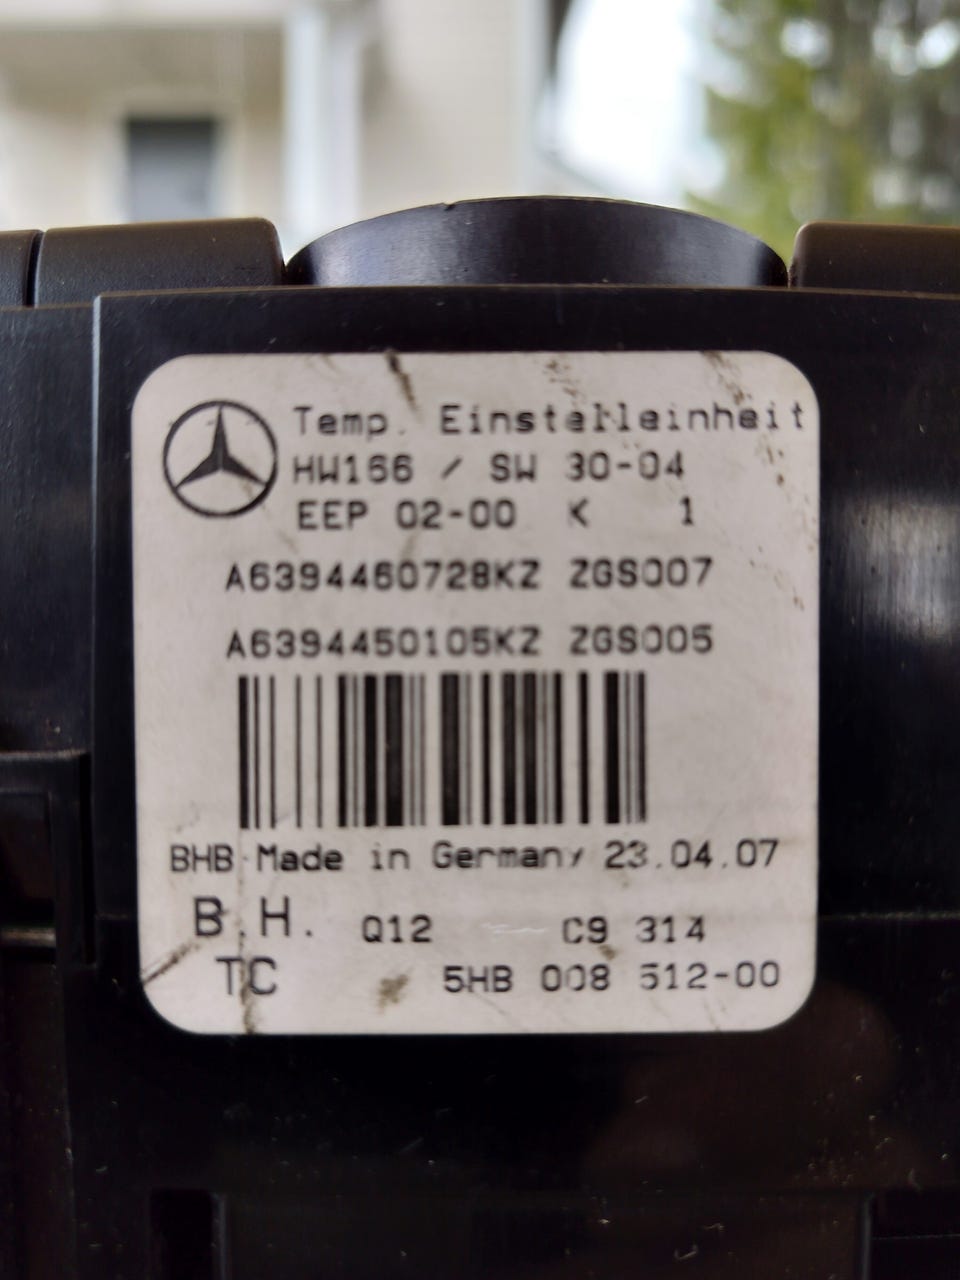 Temp. Einstelleinheit
HW166 / SW 30-04
EEP 02-00 K 1
A6394460728KZ ZGS007
A6394450105KZ ZGS005
BHB Made in Germany 23.04.07
B.H. Q12 C9 314
TC 5HB 008 512-00